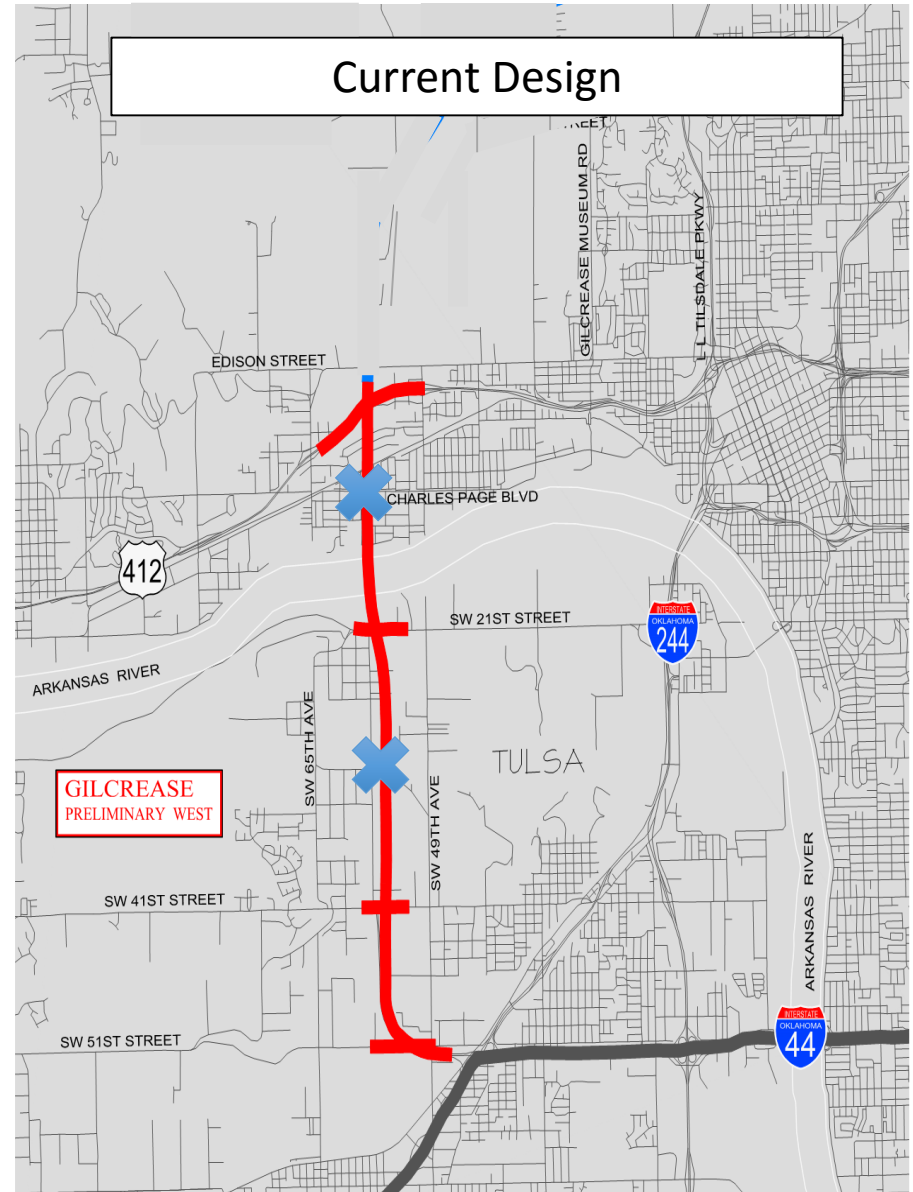 Current Design
GILCREASE MUSEUM RD
L L TILSDALE PKWY
EDISON STREET
CHARLES PAGE BLVD
412
SW 21ST STREET
INTERSTATE
OKLAHOMA
244
ARKANSAS RIVER
SW 65TH AVE
TULSA
GILCREASE
PRELIMINARY WEST
SW 49TH AVE
ARKANSAS RIVER
SW 41ST STREET
INTERSTATE
OKLAHOMA
44
SW 51ST STREET